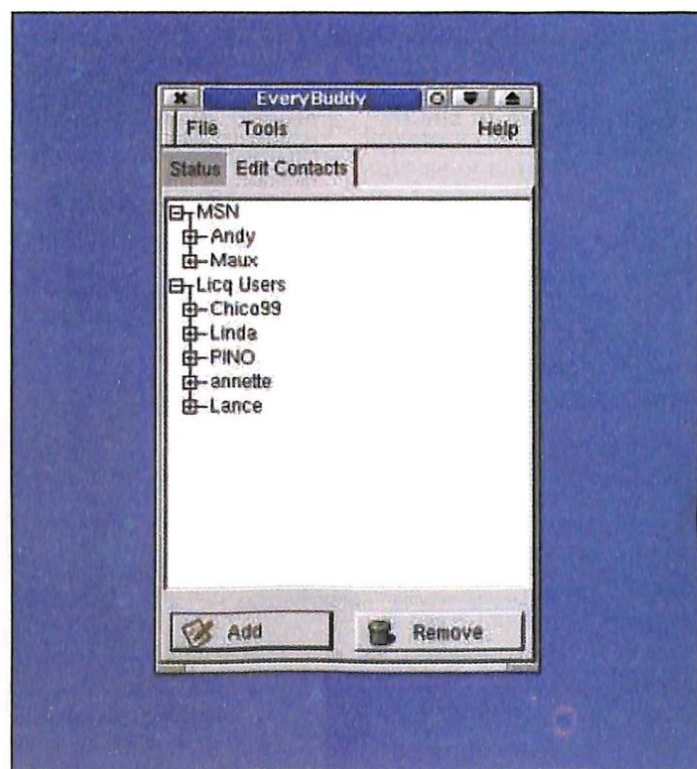 EveryBuddy
File Tools Help
Status Edit Contacts
MSN
Andy
Maux
Licq Users
Chico99
Linda
PINO
annette
Lance
Add Remove